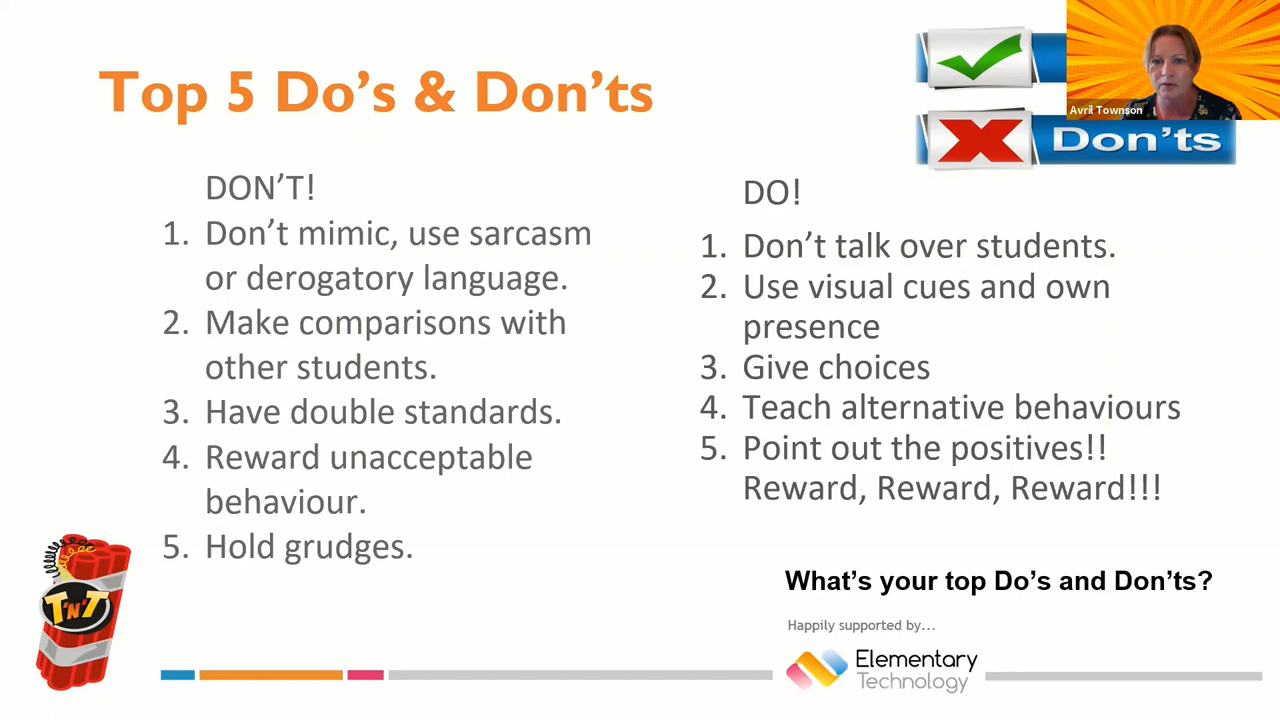 Top 5 Do's & Don'ts
Avril Townson
Don'ts
DON'T!
1. Don't mimic, use sarcasm
or derogatory language.
2. Make comparisons with
other students.
3. Have double standards.
4. Reward unacceptable
behaviour.
5. Hold grudges.
DO!
1. Don't talk over students.
2. Use visual cues and own
presence
3. Give choices
4. Teach alternative behaviours
5. Point out the positives!!
Reward, Reward, Reward!!!
T'N'T
What's your top Do's and Don'ts?
Happily supported by...
Elementary
Technology